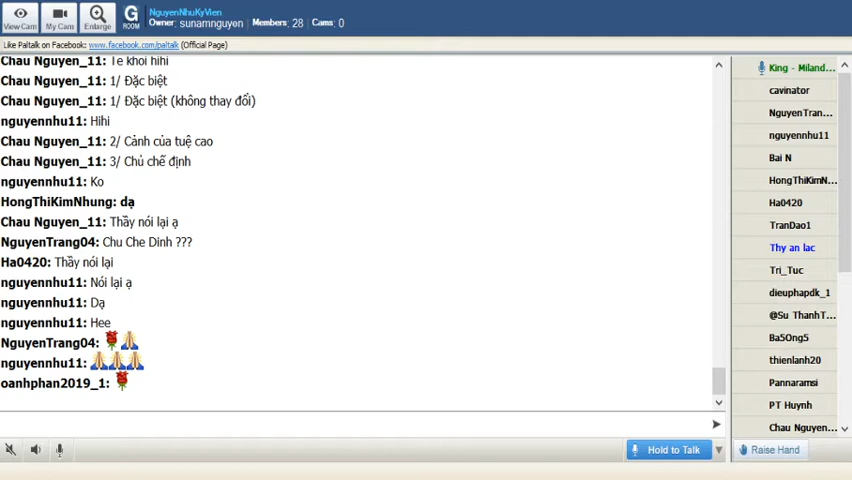 NguyenNhuKyVien
G
ROOM
Owner: sunamnguyen Members: 28 Cams: 0
View Cam My Cam Enlarge
Like Paltalk on Facebook: www.facebook.com/paltalk (Official Page)
Chau Nguyen_11: Tê khoi hihi
Chau Nguyen_11: 1/ Đặc biệt
Chau Nguyen_11: 1/ Đặc biệt (không thay đổi)
nguyennhu11: Hihi
Chau Nguyen_11: 2/ Cảnh của tuệ cao
Chau Nguyen_11: 3/ Chủ chế định
nguyennhu11: Ko
HongThiKimNhung: dạ
Chau Nguyen_11: Thầy nói lại ạ
NguyenTrang04: Chu Che Dinh ???
Ha0420: Thầy nói lại
nguyennhu11: Nói lại ạ
nguyennhu11: Dạ
nguyennhu11: Hee
NguyenTrang04:
nguyennhu11:
oanhphan2019_1:
King - Miland...
cavinator
NguyenTran...
nguyennhu11
Bai N
HongThiKimN...
Ha0420
TranDao1
Thy an lac
Tri_Tuc
dieuphapdk_1
@Su ThanhT...
Ba5Ong5
thienlanh20
Pannaramsi
PT Huynh
Chau Nguyen...
Hold to Talk
Raise Hand